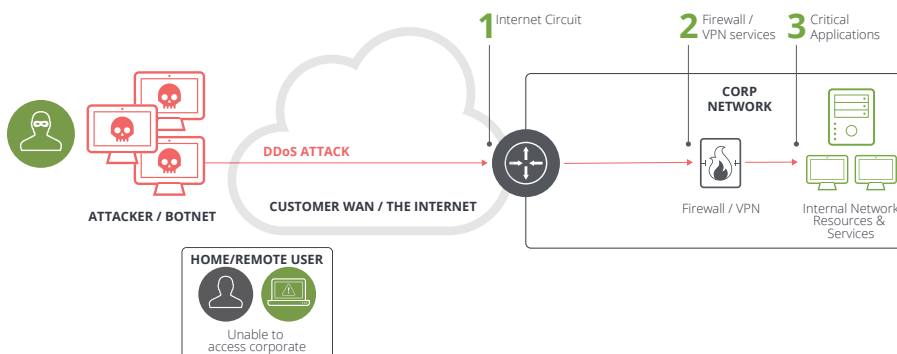 1 Internet Circuit
2 Firewall /
VPN services
3 Critical
Applications
CORP
NETWORK
DDoS ATTACK
ATTACKER / BOTNET
CUSTOMER WAN / THE INTERNET
Firewall / VPN
Internal Network
Resources &
Services
HOME/REMOTE USER
Unable to
access corporate